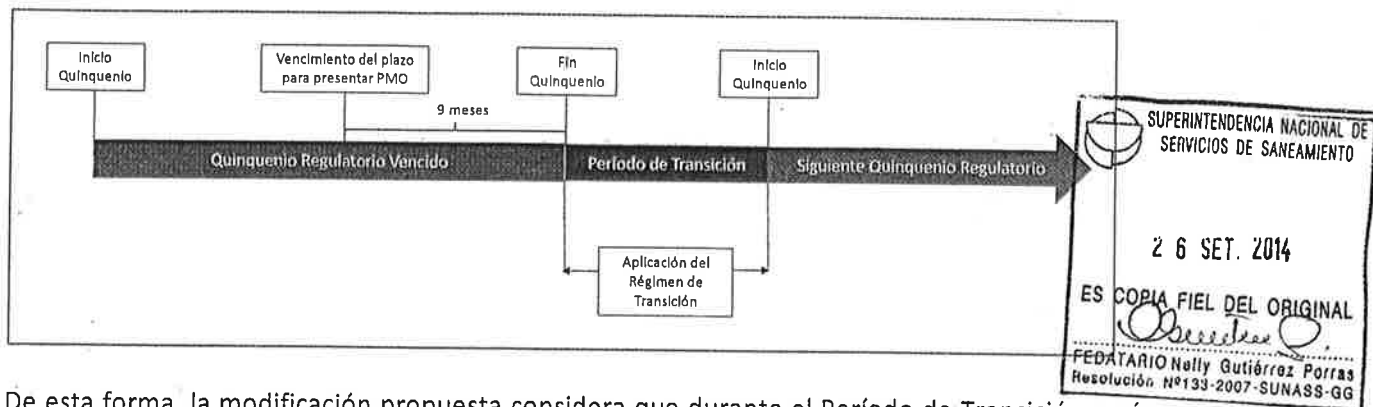 Inicio
Quinquenio
Vencimiento del plazo
para presentar PMO
Fin
Quinquenio
Inicio
Quinquenio
9 meses
Quinquenio Regulatorio Vencido
Período de Transición
Siguiente Quinquenio Regulatorio
Aplicación del
Régimen de
Transición
SUPERINTENDENCIA NACIONAL DE
SERVICIOS DE SANEAMIENTO
2 6 SET. 2014
ES COPIA FIEL DEL ORIGINAL
FEDATARIO Nelly Gutiérrez Porras
Resolución Nº133-2007-SUNASS-GG
De esta forma, la modificación propuesta considera que durante el Período de Transición